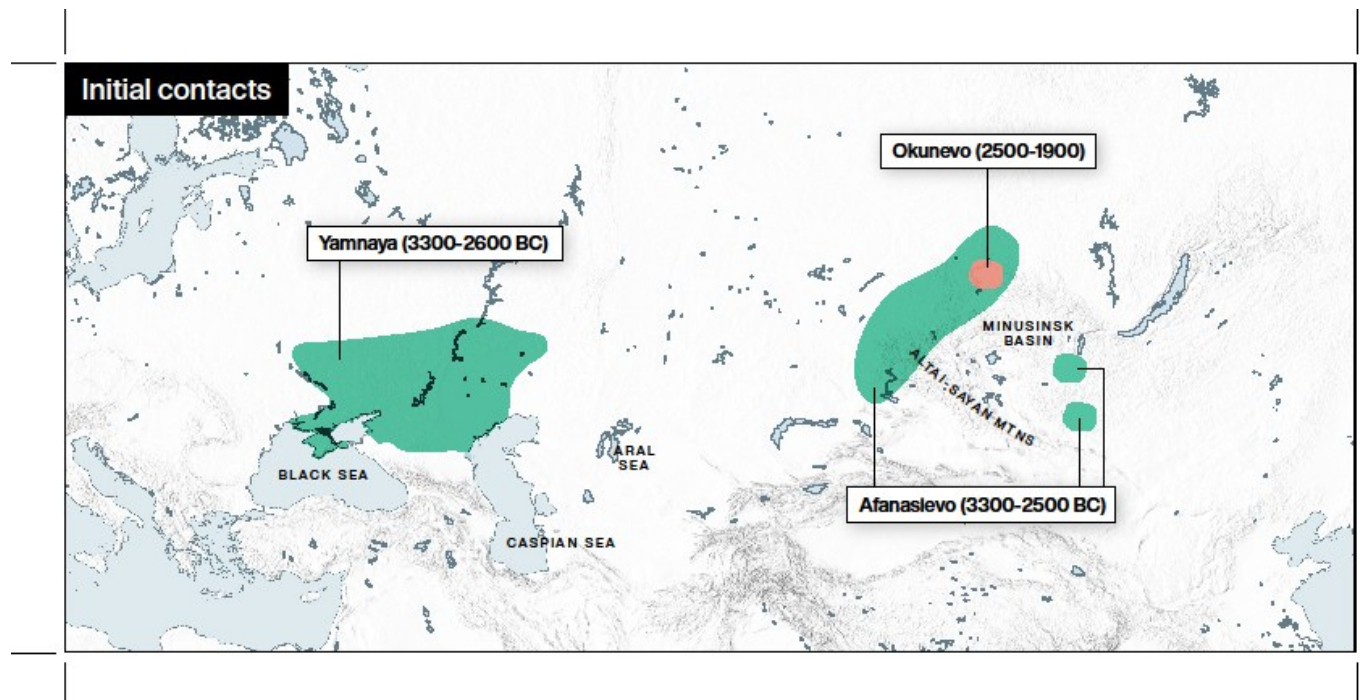 Initial contacts
Okunevo (2500-1900)
Yamnaya (3300-2600 BC)
MINUSINSK
BASIN
ALTAI-SAYAN MTNS
ARAL
SEA
BLACK SEA
Afanasievo (3300-2500 BC)
CASPIAN SEA